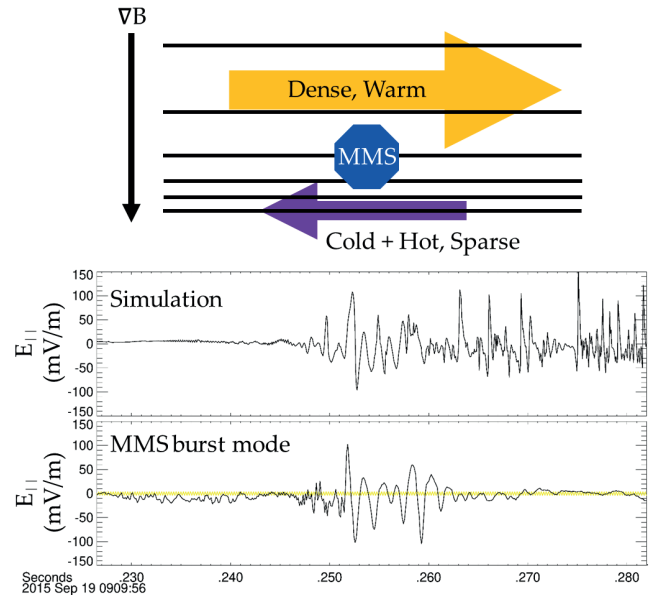 ∇B
Dense, Warm
MMS
Cold + Hot, Sparse
150
100
50
0
-50
-100
-150
E||
(mV/m)
Simulation
150
100
50
0
-50
-100
-150
E||
(mV/m)
MMS burst mode
.230 .240 .250 .260 .270 .280
Seconds
2015 Sep 19 0909:56